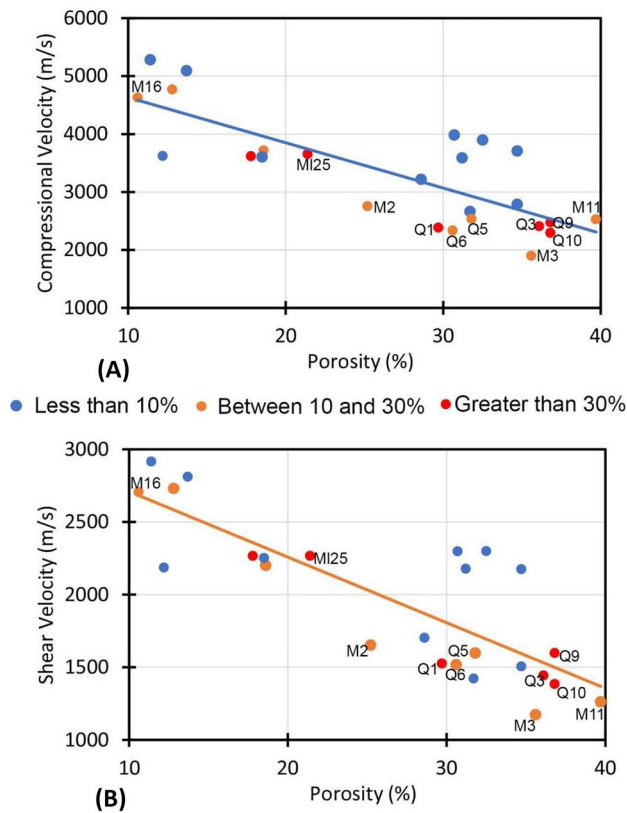 6000
5000
4000
3000
2000
1000
Compressional Velocity (m/s)
M16
MI25
M2
Q1
Q6
Q5
Q3
Q9
Q10
M3
M11
10 20 30 40
Porosity (%)
(A)
Less than 10% Between 10 and 30% Greater than 30%
3000
2500
2000
1500
1000
Shear Velocity (m/s)
M16
MI25
M2
Q1
Q6
Q5
Q3
Q9
Q10
M3
M11
10 20 30 40
Porosity (%)
(B)